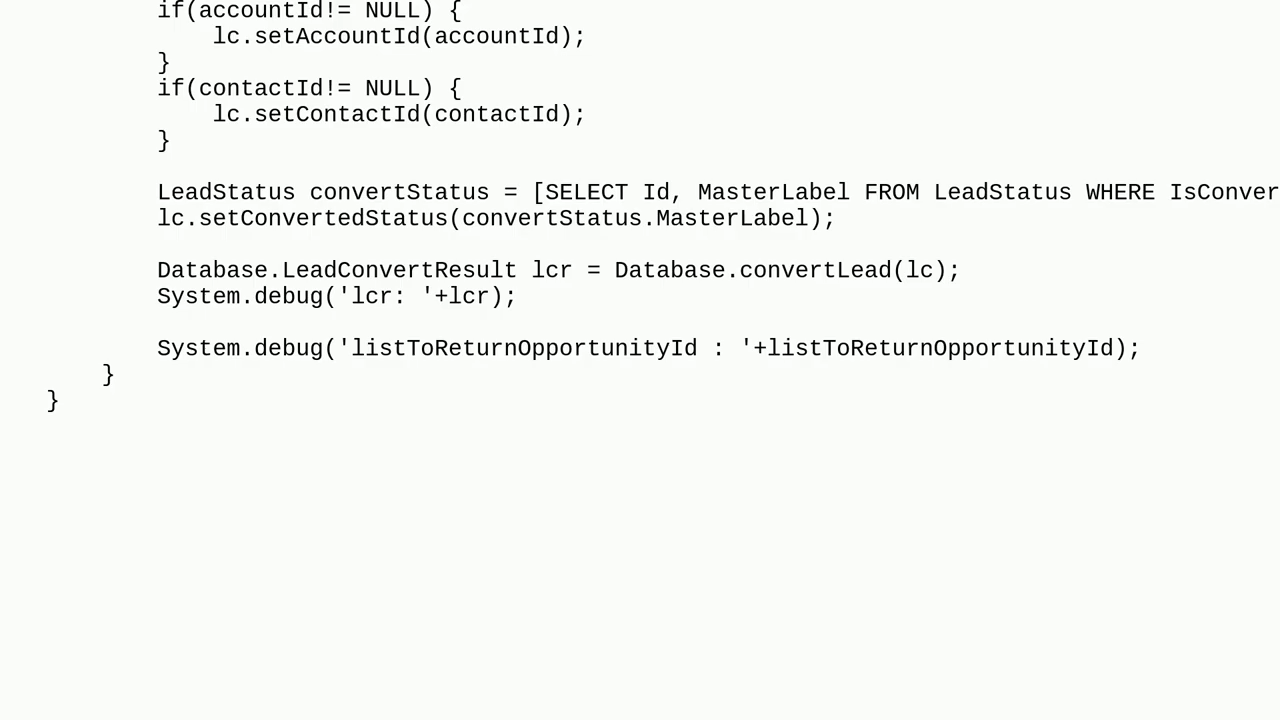 if(accountId!= NULL) {
lc.setAccountId(accountId);
}
if(contactId!= NULL) {
lc.setContactId(contactId);
}
LeadStatus convertStatus = [SELECT Id, MasterLabel FROM LeadStatus WHERE IsConver
lc.setConvertedStatus(convertStatus.MasterLabel);
Database.LeadConvertResult lcr = Database.convertLead(lc);
System.debug('lcr: '+lcr);
System.debug('listToReturnOpportunityId : '+listToReturnOpportunityId);
}
}